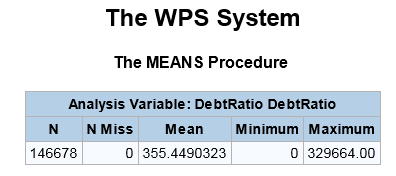 The WPS System
The MEANS Procedure
Analysis Variable: DebtRatio DebtRatio
N N Miss Mean Minimum Maximum
146678 0 355.4490323 0 329664.00